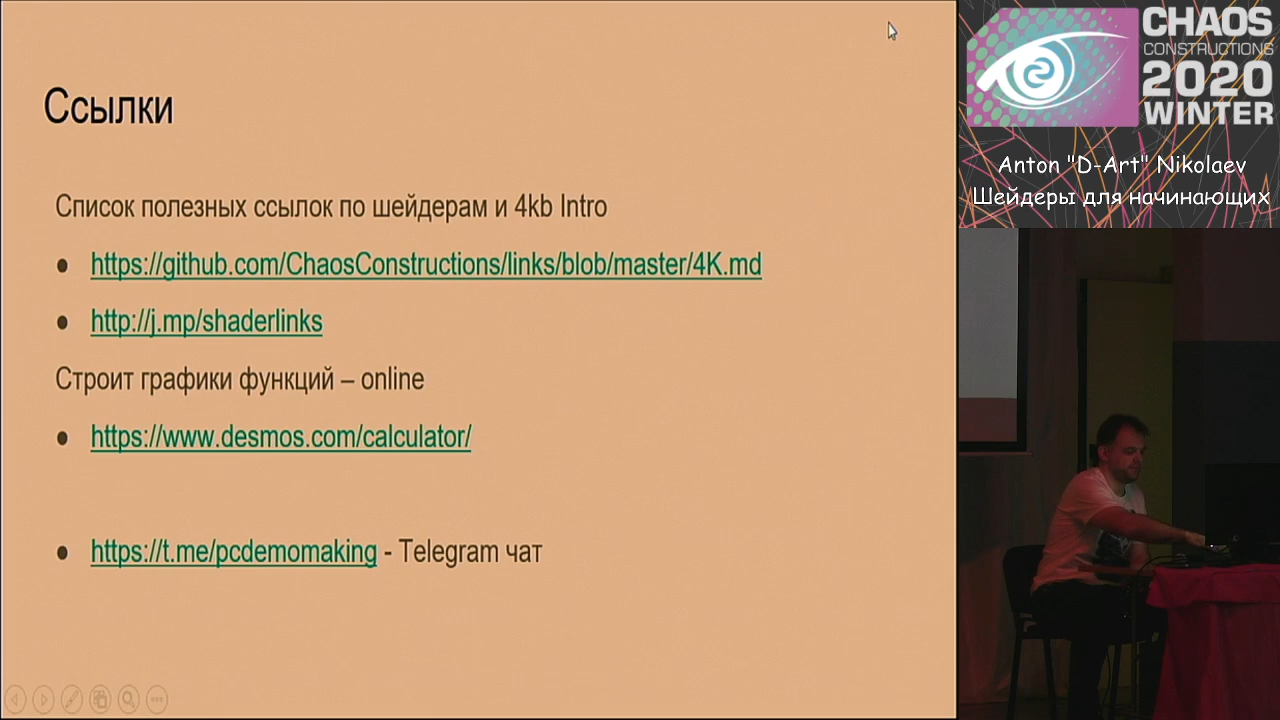 Ссылки
Список полезных ссылок по шейдерам и 4kb Intro
https://github.com/ChaosConstructions/links/blob/master/4K.md
http://j.mp/shaderlinks
Строит графики функций – online
https://www.desmos.com/calculator/
https://t.me/pcdemomaking - Telegram чат
CHAOS
CONSTRUCTIONS
2020
WINTER
Anton "D-Art" Nikolaev
Шейдеры для начинающих